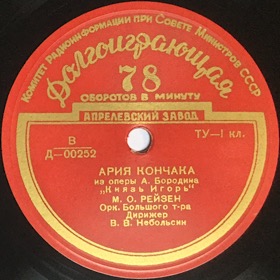 Комитет Радиоинформации при Совете Министров СССР
Долгоиграющая
78
ОБОРОТОВ В МИНУТУ
АПРЕЛЕВСКИЙ ЗАВОД
В
Д—00252
ТУ—I кл.
АРИЯ КОНЧАКА
из оперы А. Бородина
„Князь Игорь“
М. О. РЕЙЗЕН
Орк. Большого т-ра
Дирижер
В. В. Небольсин